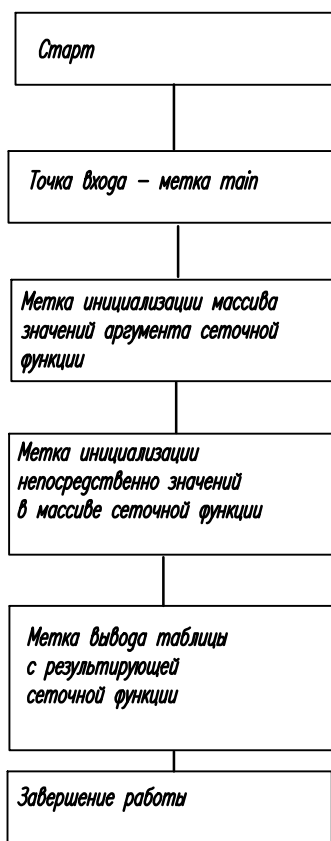 Старт
Точка входа – метка main
Метка инициализации массива
значений аргумента сеточной
функции
Метка инициализации
непосредственно значений
в массиве сеточной функции
Метка вывода таблицы
с результирующей
сеточной функции
Завершение работы